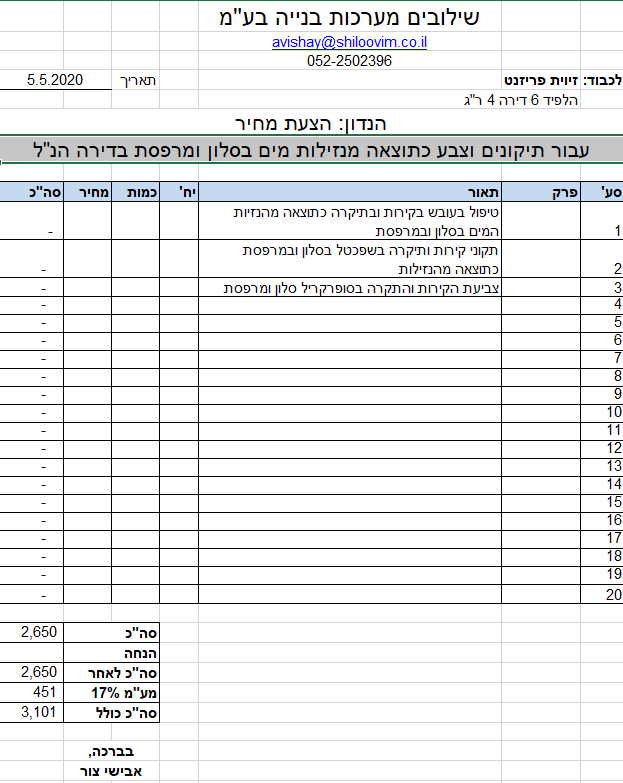 שילובים מערכות בנייה בע"מ
avishay@shiloovim.co.il
052-2502396
לכבוד: זיוית פריזנט תאריך 5.5.2020
הלפיד 6 דירה 4 ר"ג
הנדון: הצעת מחיר
עבור תיקונים וצבע כתוצאה מנזילות מים בסלון ומרפסת בדירה הנ"ל
סע' פרק תאור יח' כמות מחיר סה"כ
טיפול בעובש בקירות ובתיקרה כתוצאה מהנזיות
1 המים בסלון ובמרפסת -
תקוני קירות ותיקרה בשפכטל בסלון ובמרפסת
2 כתוצאה מהנזילות -
3 צביעת הקירות והתקרה בסופרקריל סלון ומרפסת -
4 -
5 -
6 -
7 -
8 -
9 -
10 -
11 -
12 -
13 -
14 -
15 -
16 -
17 -
18 -
19 -
20 -
סה"כ 2,650
הנחה
סה"כ לאחר 2,650
מע"מ 17% 451
סה"כ כולל 3,101
בברכה,
אבישי צור